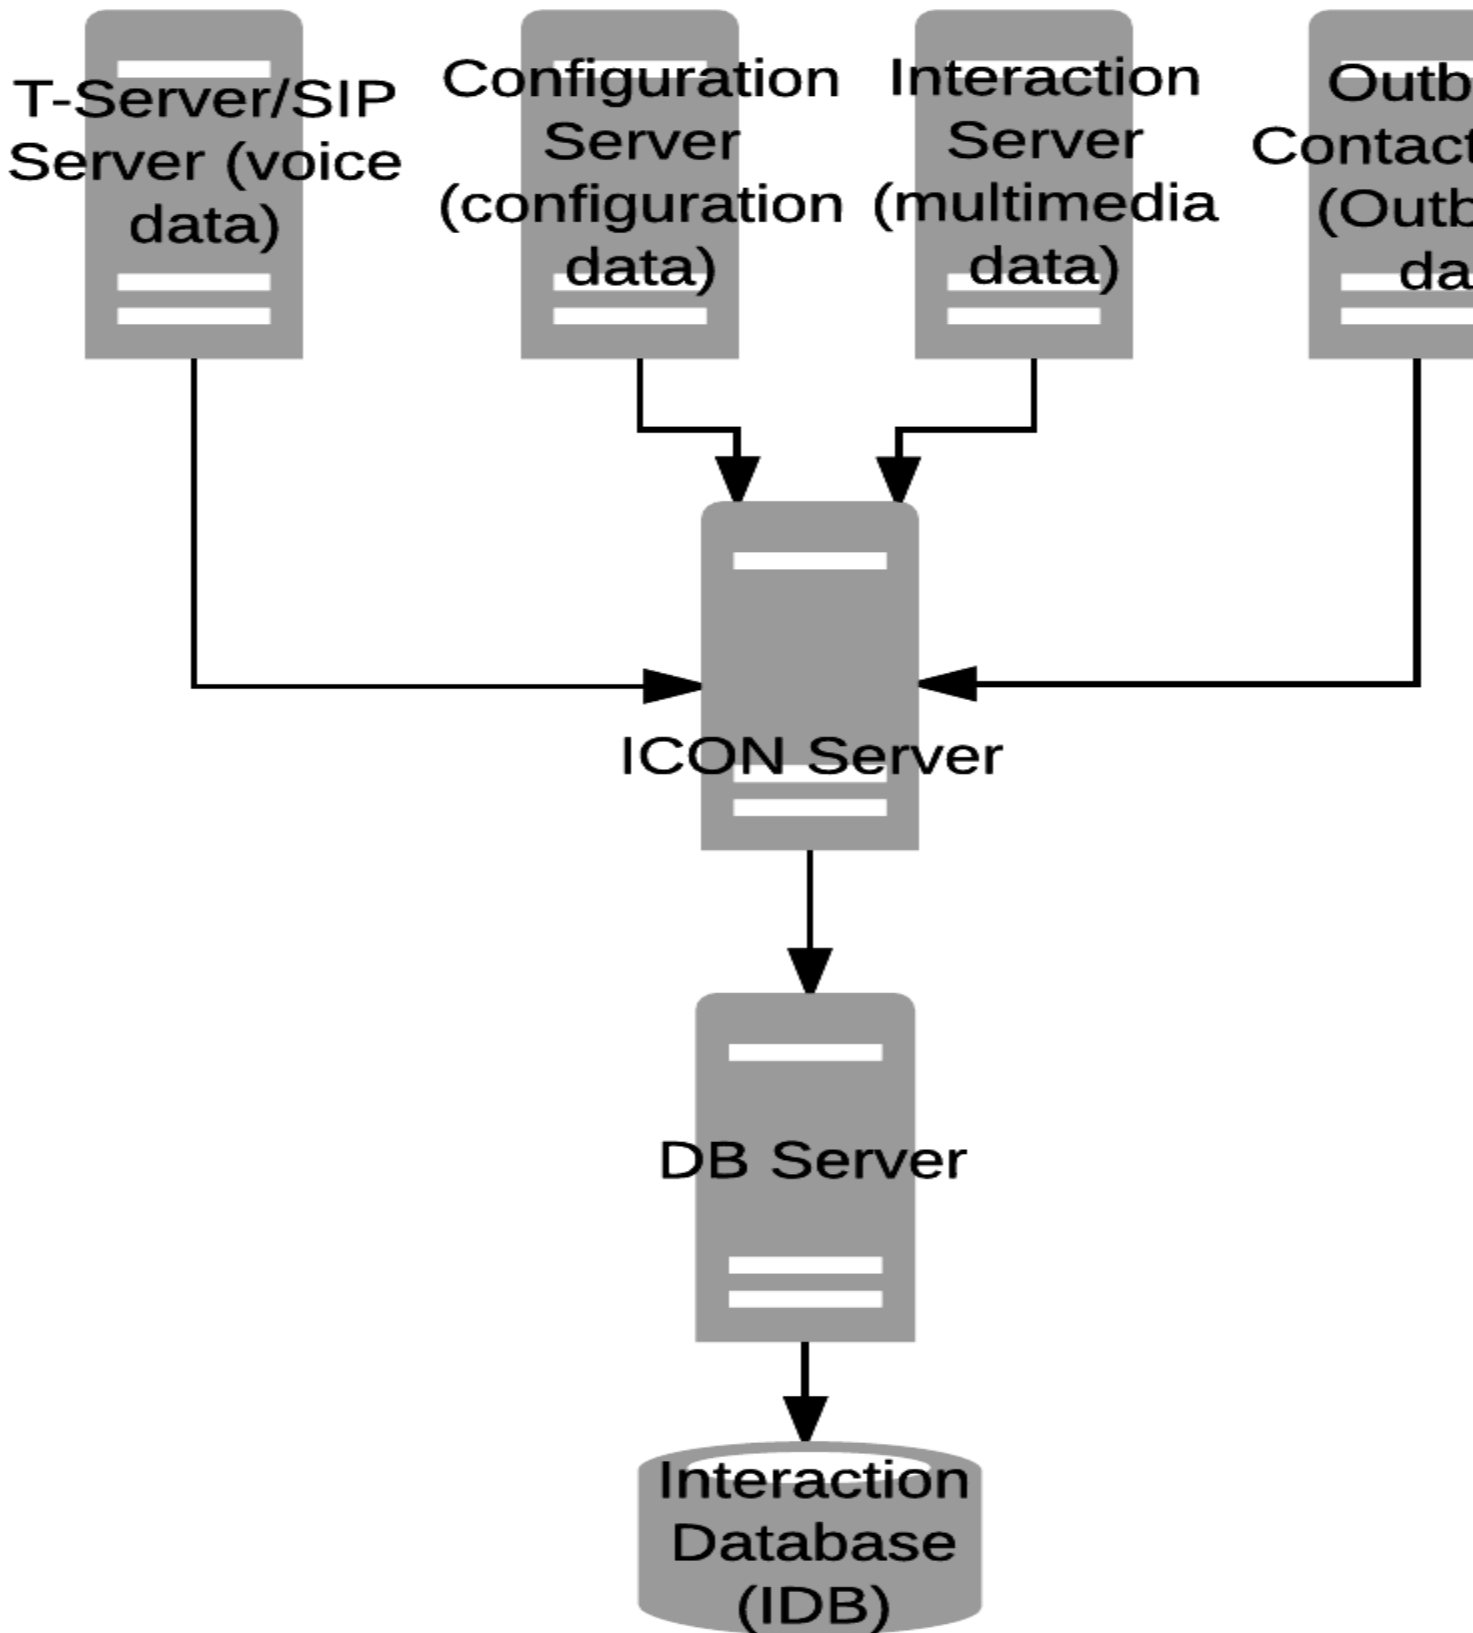 T-Server/SIP
Server (voice
data)
Configuration
Server
(configuration
data)
Interaction
Server
(multimedia
data)
Contact
ICON Server
DB Server
Interaction
Database
(IDB)